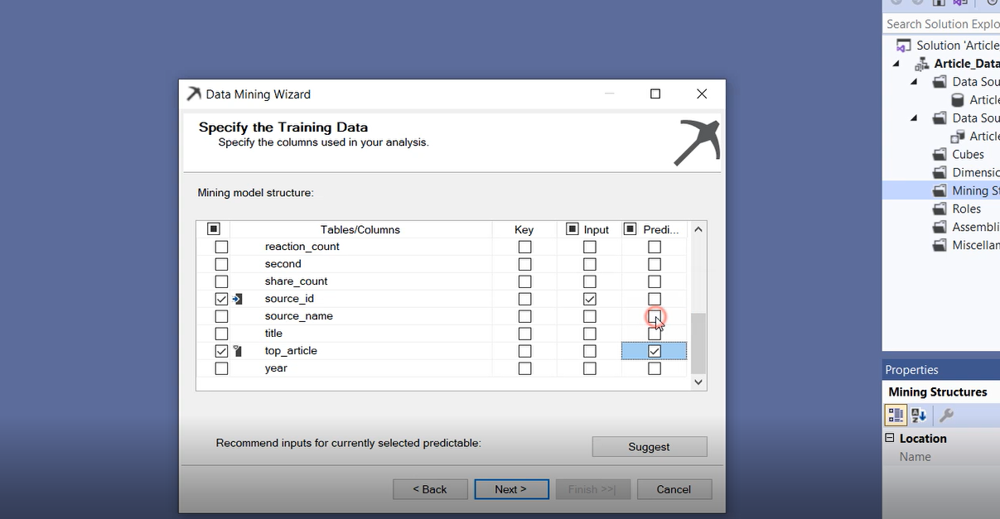 Search Solution Explo
Solution 'Article
Article_Data
Data Sou
Article
Data Sou
Article
Cubes
Dimensio
Mining St
Roles
Assembli
Miscellan
Data Mining Wizard
Specify the Training Data
Specify the columns used in your analysis.
Mining model structure:
Tables/Columns Key Input Predi...
reaction_count
second
share_count
source_id
source_name
title
top_article
year
Recommend inputs for currently selected predictable:
Suggest
< Back Next > Finish >>| Cancel
Properties
Mining Structures
Location
Name